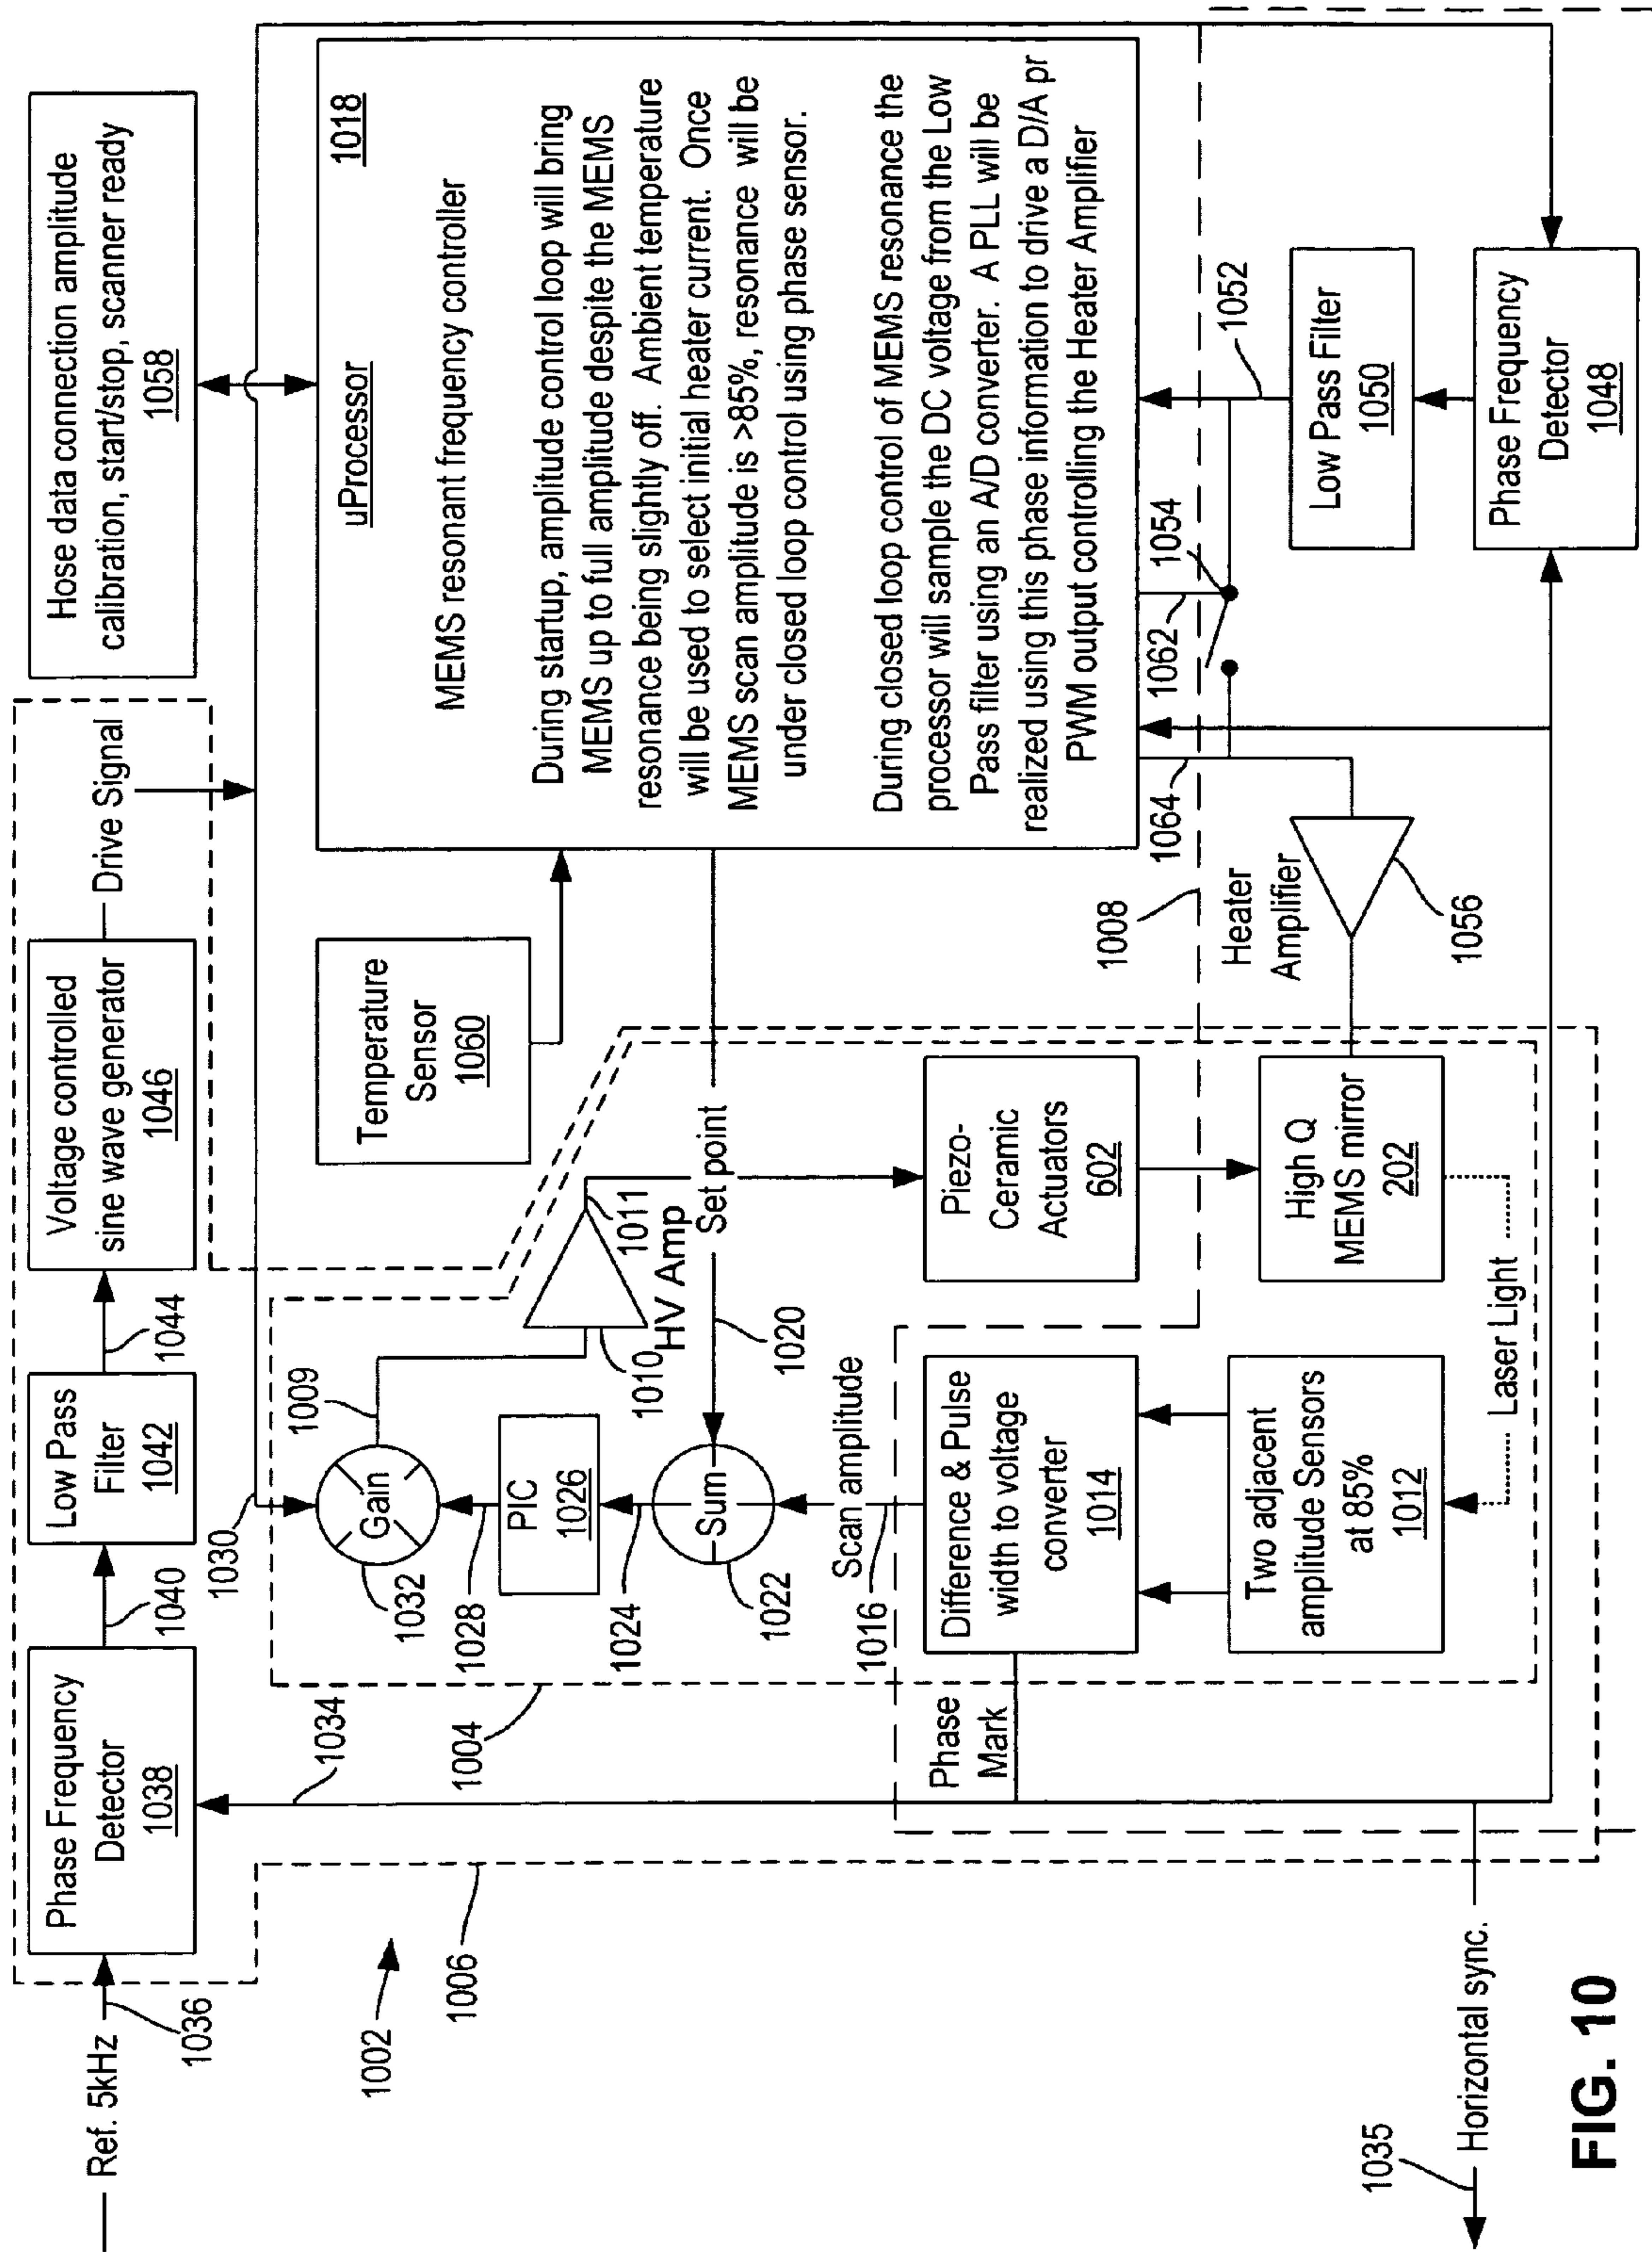 Ref. 5kHz
1036
Phase Frequency
Detector
1038
1040
Low Pass
Filter
1042
1044
Voltage controlled
sine wave generator
1046
Drive Signal
Hose data connection amplitude
calibration, start/stop, scanner ready
1058
1002
1006
1034
1030
1004
1032
Gain
1009
1028
PIC
1026
1024
Sum
1022
1010
HV Amp
1011
Set point
1020
Temperature
Sensor
1060
uProcessor
1018
MEMS resonant frequency controller
During startup, amplitude control loop will bring
MEMS up to full amplitude despite the MEMS
resonance being slightly off. Ambient temperature
will be used to select initial heater current. Once
MEMS scan amplitude is >85%, resonance will be
under closed loop control using phase sensor.
During closed loop control of MEMS resonance the
processor will sample the DC voltage from the Low
Pass filter using an A/D converter. A PLL will be
realized using this phase information to drive a D/A pr
PWM output controlling the Heater Amplifier
Scan amplitude
1016
Phase
Mark
Difference & Pulse
width to voltage
converter
1014
Two adjacent
amplitude Sensors
at 85%
1012
Laser Light
Piezo-
Ceramic
Actuators
602
High Q
MEMS mirror
202
1008
Heater
Amplifier
1056
1064
1062
1054
1052
Low Pass Filter
1050
Phase Frequency
Detector
1048
1035
Horizontal sync.
FIG. 10